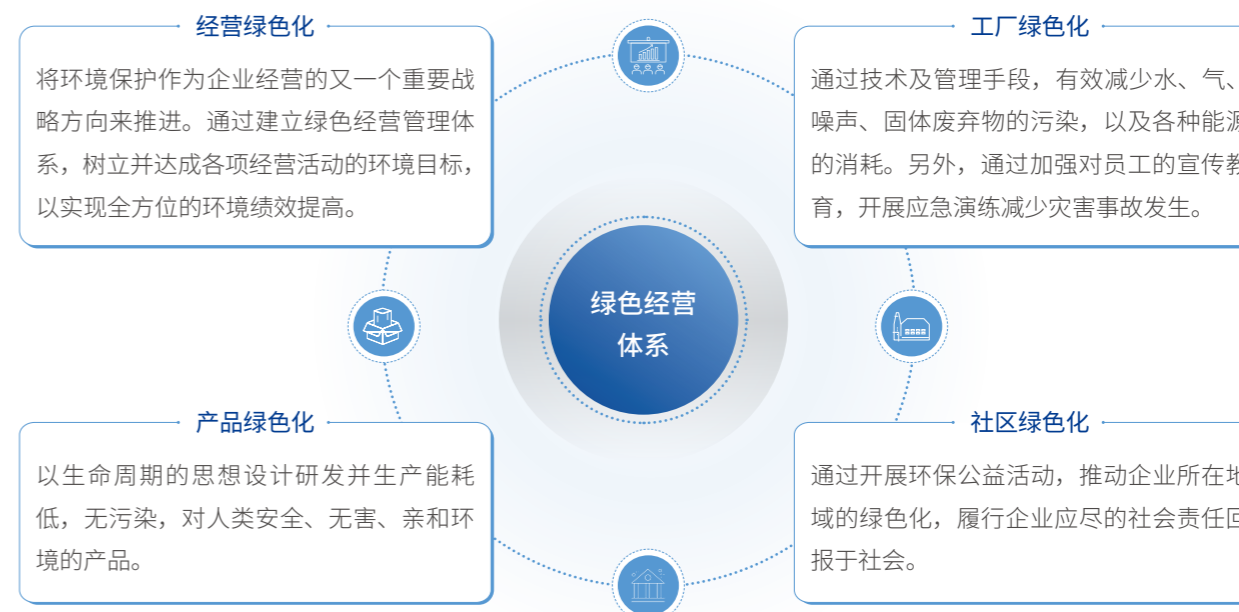 经营绿色化
将环境保护作为企业经营的又一个重要战
略方向来推进。通过建立绿色经营管理体
系，树立并达成各项经营活动的环境目标，
以实现全方位的环境绩效提高。
工厂绿色化
通过技术及管理手段，有效减少水、气、
噪声、固体废弃物的污染，以及各种能源
的消耗。另外，通过加强对员工的宣传教
育，开展应急演练减少灾害事故发生。
绿色经营
体系
产品绿色化
以生命周期的思想设计研发并生产能耗
低，无污染，对人类安全、无害、亲和环
境的产品。
社区绿色化
通过开展环保公益活动，推动企业所在地
域的绿色化，履行企业应尽的社会责任回
报于社会。